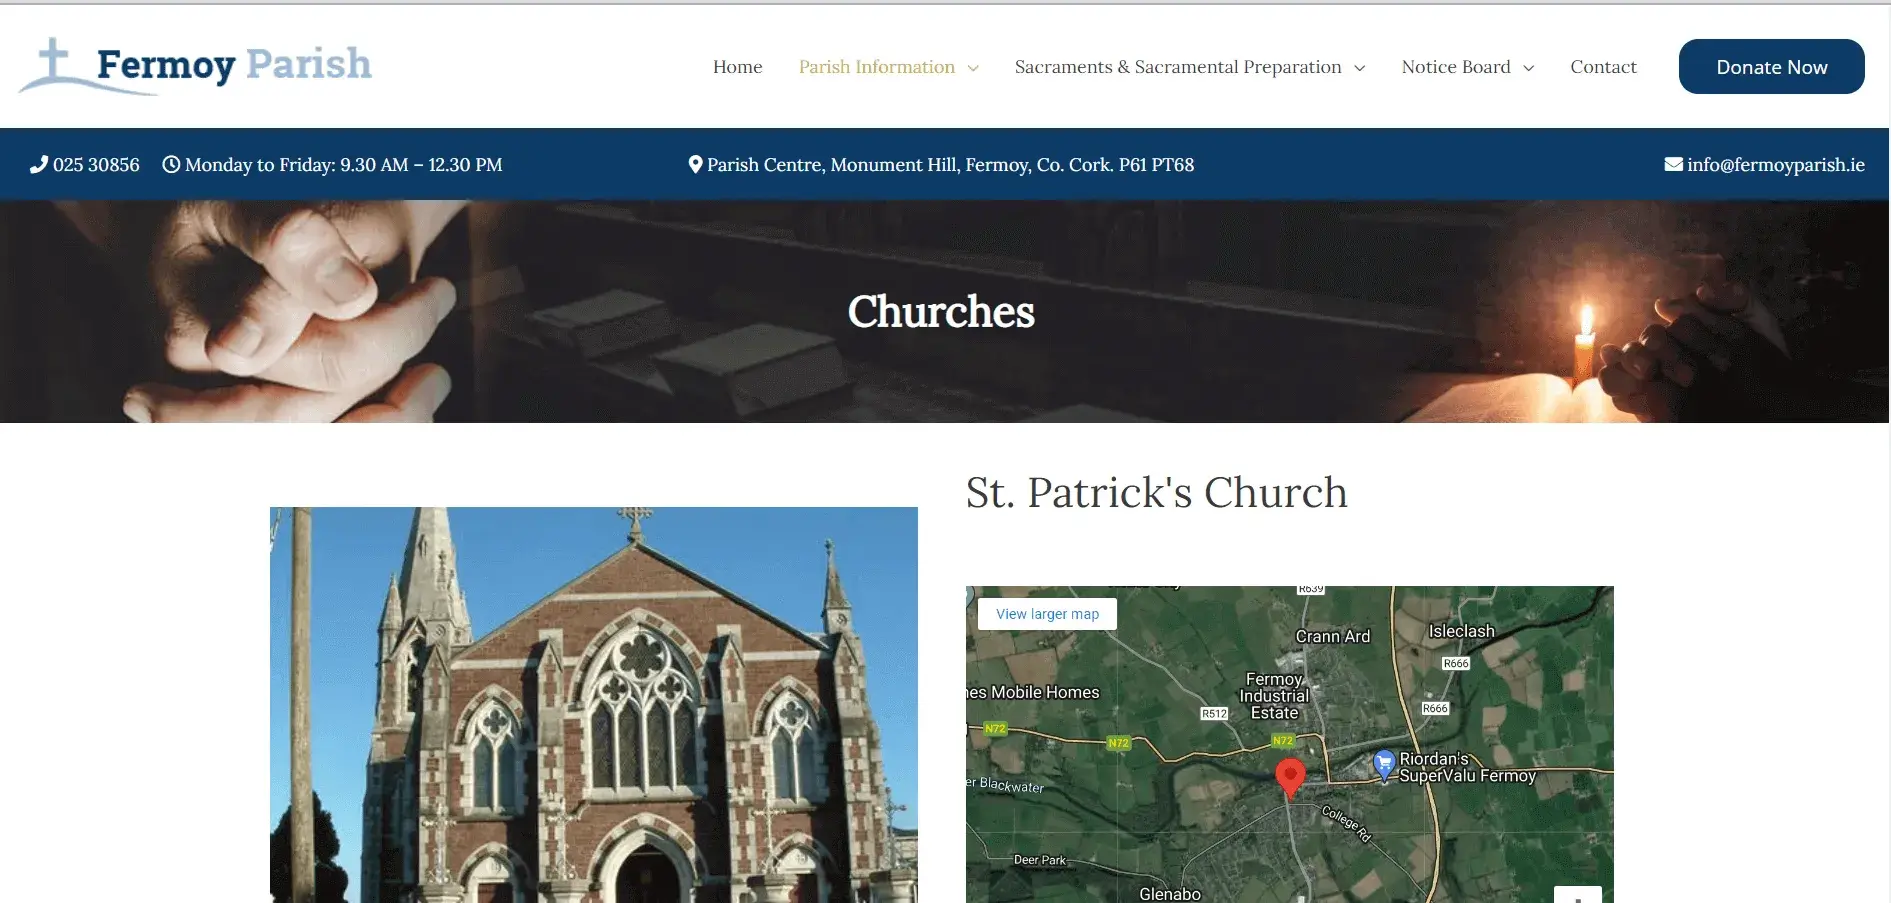 Fermoy Parish
Home
Parish Information
Sacraments & Sacramental Preparation
Notice Board
Contact
Donate Now
025 30856
Monday to Friday: 9.30 AM – 12.30 PM
Parish Centre, Monument Hill, Fermoy, Co. Cork. P61 PT68
info@fermoyparish.ie
Churches
St. Patrick's Church
View larger map
R639
Crann Ard
Isleclash
R666
Fermoy
Industrial
Estate
nes Mobile Homes
R512
R666
N72
N72
N72
Riordan's
SuperValu Fermoy
er Blackwater
College Rd
Deer Park
Glenabo